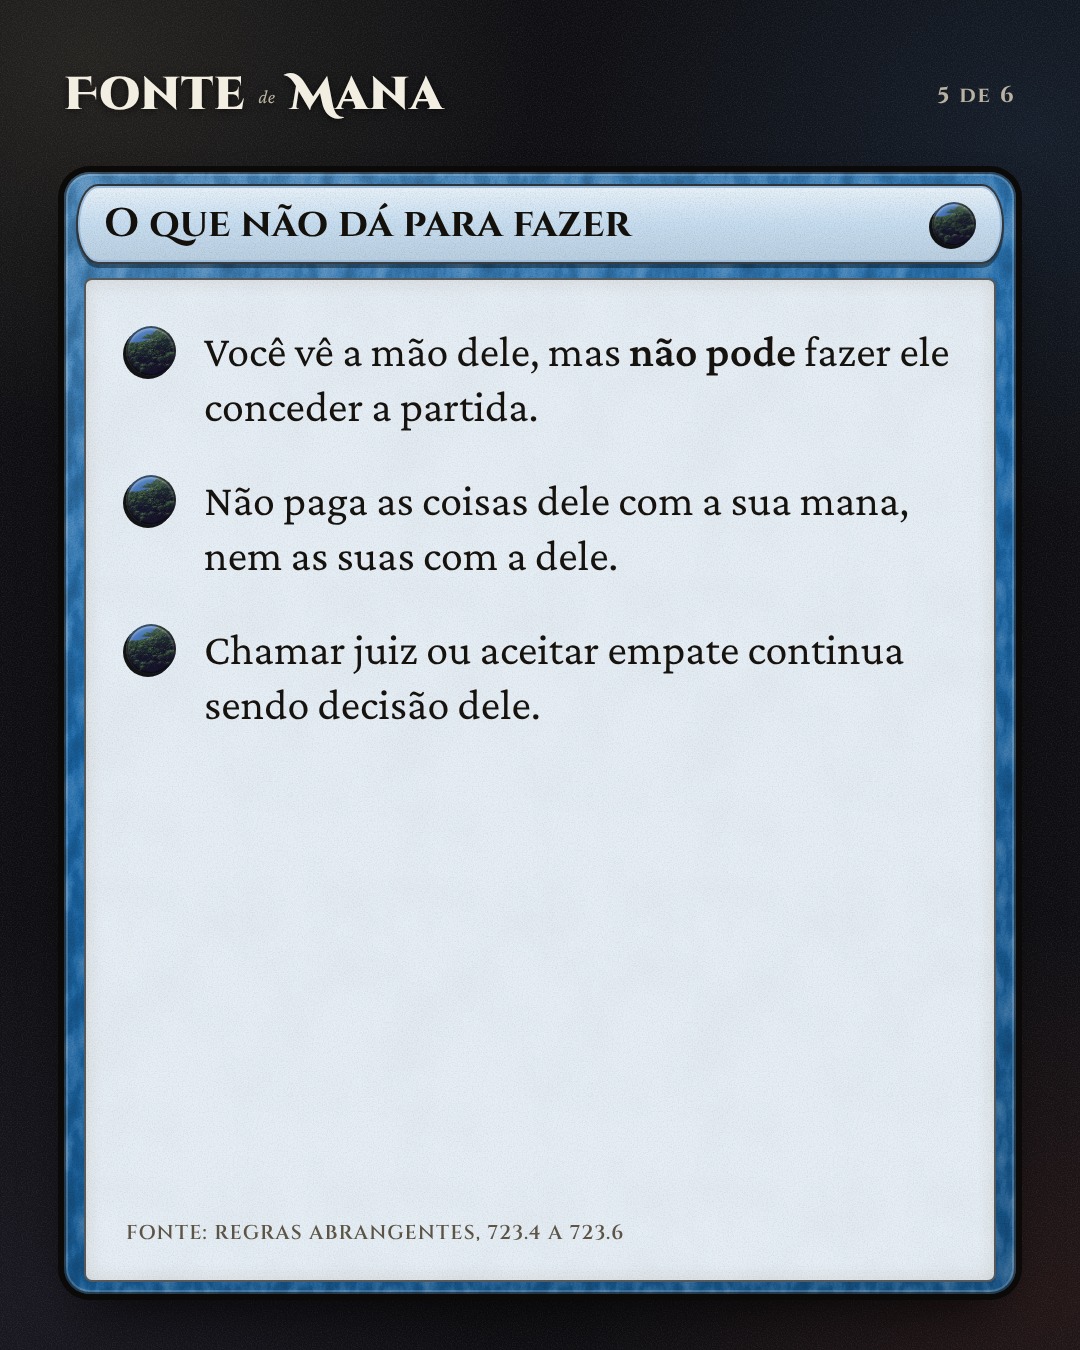 Fonte de Mana
5 de 6
O que não dá para fazer
Você vê a mão dele, mas não pode fazer ele
conceder a partida.
Não paga as coisas dele com a sua mana,
nem as suas com a dele.
Chamar juiz ou aceitar empate continua
sendo decisão dele.
Fonte: Regras Abrangentes, 723.4 a 723.6